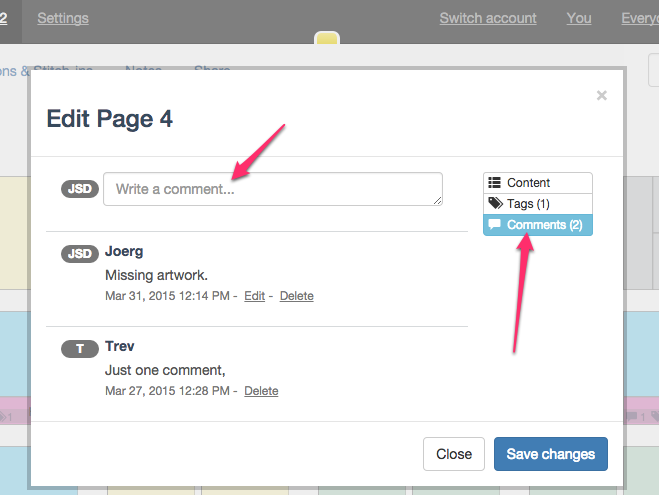 2 Settings Switch account You Everyo
ons & Stitch-ins Notes Share
Edit Page 4 ×
JSD Write a comment...
Content
Tags (1)
Comments (2)
JSD Joerg
Missing artwork.
Mar 31, 2015 12:14 PM - Edit - Delete
T Trev
Just one comment,
Mar 27, 2015 12:28 PM - Delete
1 1
Close Save changes